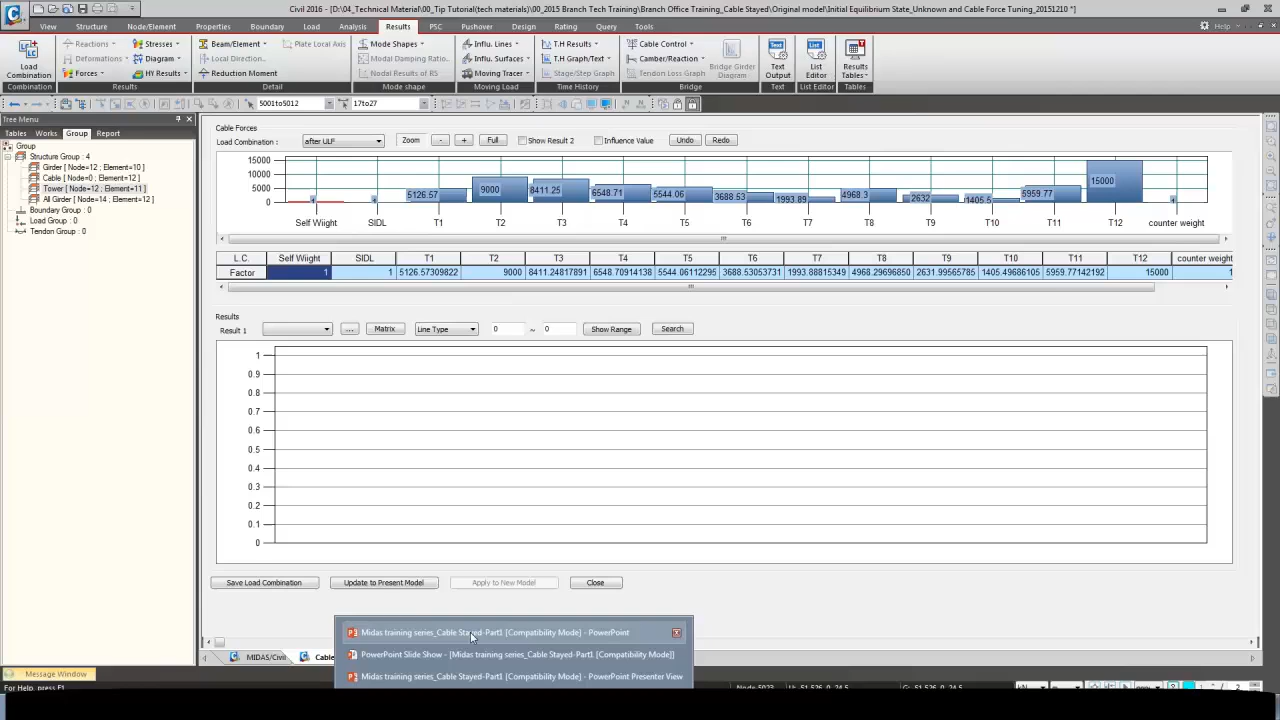 Civil 2016 - [D:\04_Technical Material\00_Tip Tutorial(tech materials)\00_2015 Branch Tech Training\Branch Office Training_Cable Stayed\Original model\Initial Equilibrium State_Unknown and Cable Force Tuning_20151210 *]
View Structure Node/Element Properties Boundary Load Analysis Results PSC Pushover Design Rating Query Tools Help
Load Combination
Reactions Deformations Forces Stresses Diagram HY Results
Beam/Element Plate Local Axis Local Direction... Reduction Moment
Mode Shapes Modal Damping Ratio... Nodal Results of RS
Influ. Lines Influ. Surfaces Moving Tracer
T.H Results T.H Graph/Text Stage/Step Graph
Cable Control Camber/Reaction Tendon Loss Graph Bridge Girder Diagram
Text Output List Editor Results Tables
Combination Results Detail Mode shape Moving Load Time History Bridge Text List Editor Tables
5001to5012 17to27
Tree Menu
Tables Works Group Report
Group
Structure Group : 4
Girder [ Node=12 ; Element=10 ]
Cable [ Node=0 ; Element=12 ]
Tower [ Node=12 ; Element=11 ]
All Girder [ Node=14 ; Element=12 ]
Boundary Group : 0
Load Group : 0
Tendon Group : 0
Cable Forces
Load Combination : after ULF Zoom - + Full Show Result 2 Influence Value Undo Redo
15000
10000
5000
0
5126.57 9000 8411.25 6548.71 5544.06 3688.53 1993.89 4968.3 2632 1405.5 5959.77 15000
Self Wiight SIDL T1 T2 T3 T4 T5 T6 T7 T8 T9 T10 T11 T12 counter weight
L.C. Self Wiight SIDL T1 T2 T3 T4 T5 T6 T7 T8 T9 T10 T11 T12 counter weight
Factor 1 1 5126.57309822 9000 8411.24817891 6548.70914138 5544.06112295 3688.53053731 1993.88815349 4968.29696850 2631.99565785 1405.49686105 5959.77142192 15000 1
Results
Result 1 ... Matrix Line Type 0 ~ 0 Show Range Search
1
0.9
0.8
0.7
0.6
0.5
0.4
0.3
0.2
0.1
0
Save Load Combination Update to Present Model Apply to New Model Close
Midas training series_Cable Stayed-Part1 [Compatibility Mode] - PowerPoint
PowerPoint Slide Show - [Midas training series_Cable Stayed-Part1 [Compatibility Mode]]
Midas training series_Cable Stayed-Part1 [Compatibility Mode] - PowerPoint Presenter View
MIDAS/Civil Cable
Message Window
For Help, press F1